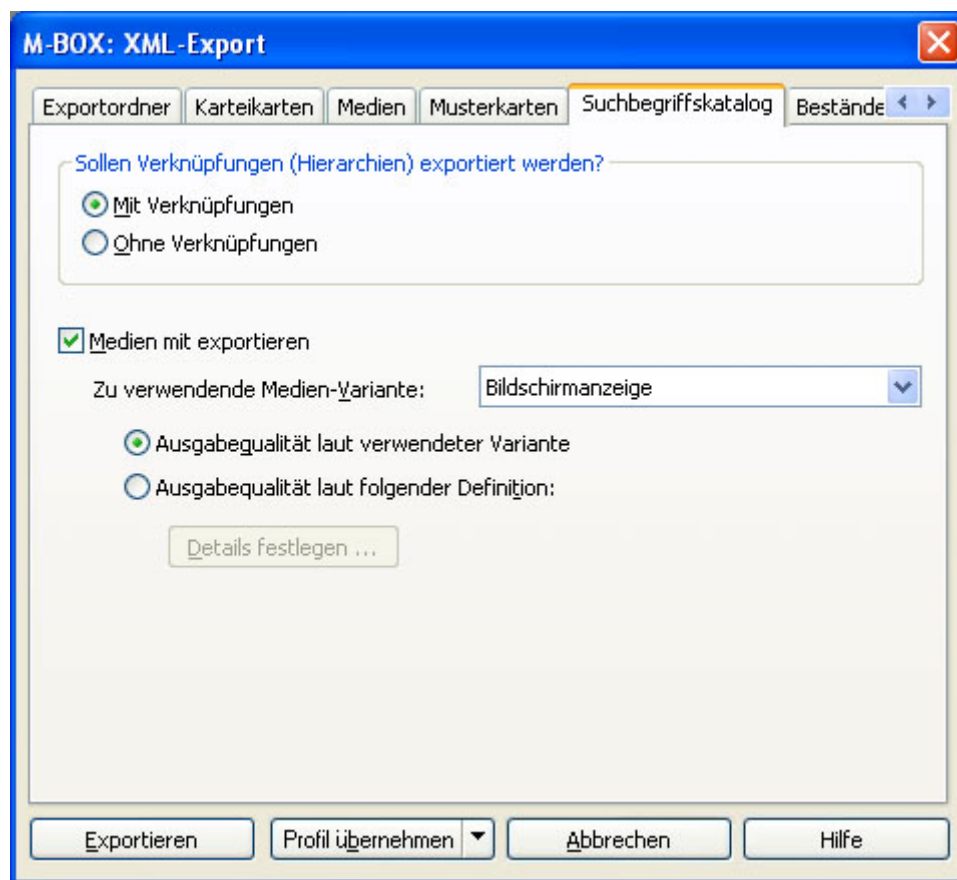 M-BOX: XML-Export
Exportordner Karteikarten Medien Musterkarten Suchbegriffskatalog Bestände
Sollen Verknüpfungen (Hierarchien) exportiert werden?
Mit Verknüpfungen
Ohne Verknüpfungen
Medien mit exportieren
Zu verwendende Medien-Variante: Bildschirmanzeige
Ausgabequalität laut verwendeter Variante
Ausgabequalität laut folgender Definition:
Details festlegen ...
Exportieren Profil übernehmen Abbrechen Hilfe